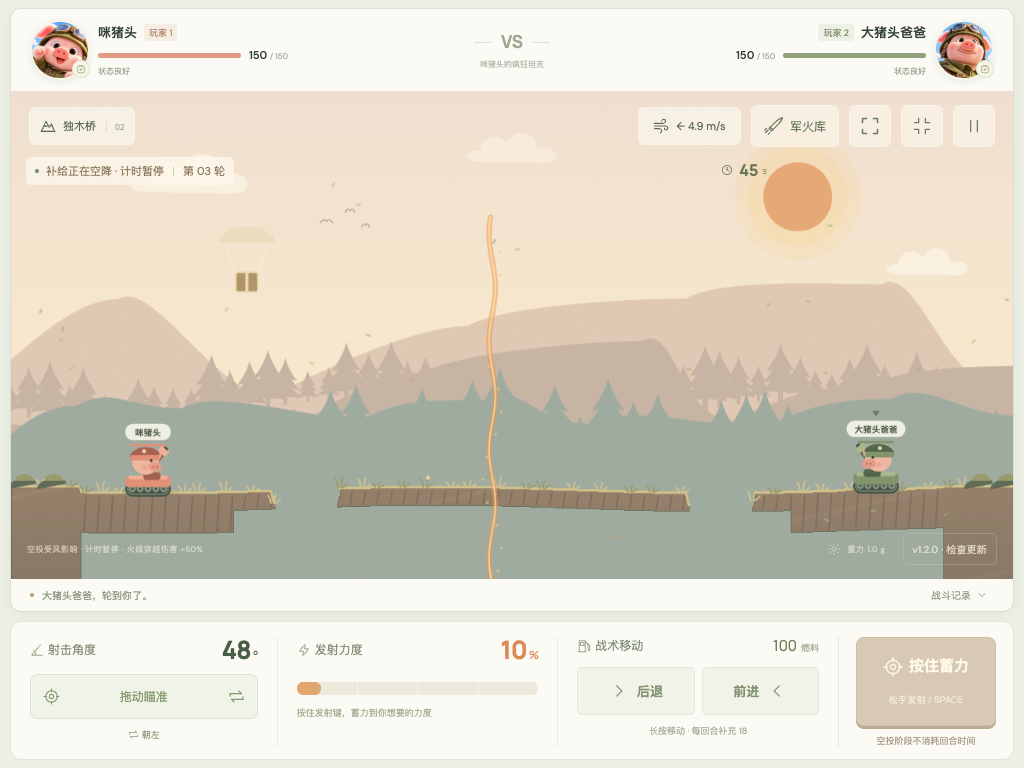 咪猪头 玩家 1
150 / 150
状态良好
VS
咪猪头的疯狂坦克
玩家 2 大猪头爸爸
150 / 150
状态良好
独木桥 02
← 4.9 m/s
军火库
补给正在空降 · 计时暂停 | 第 03 轮
45 s
咪猪头
大猪头爸爸
空投受风影响 · 计时暂停 · 火线穿越伤害 +50%
重力 1.0 g
v1.2.0 · 检查更新
大猪头爸爸，轮到你了。
战斗记录
射击角度 48°
拖动瞄准
朝左
发射力度 10 %
按住发射键，蓄力到你想要的力度
战术移动 100 燃料
后退
前进
长按移动 · 每回合补充 18
按住蓄力
松手发射 / SPACE
空投阶段不消耗回合时间